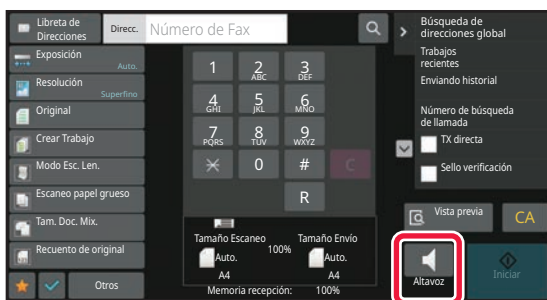 Libreta de
Direcciones
Direcc.
Número de Fax
Exposición
Auto.
Resolución
Superfino
Original
Crear Trabajo
Modo Esc. Len.
Escaneo papel
grueso
Tam. Doc. Mix.
Recuento de
original
Otros
1
2
ABC
3
DEF
4
GHI
5
JKL
6
MNO
7
PQRS
8
TUV
9
WXYZ
0
#
C
R
Tamaño Escaneo
100%
Tamaño Envío
Auto.
A4
Auto.
A4
Memoria recepción: 100%
Búsqueda de
direcciones global
Trabajos
recientes
Enviando historial
Número de búsqueda
de llamada
TX directa
Sello verificación
Vista previa
CA
Altavoz
Iniciar